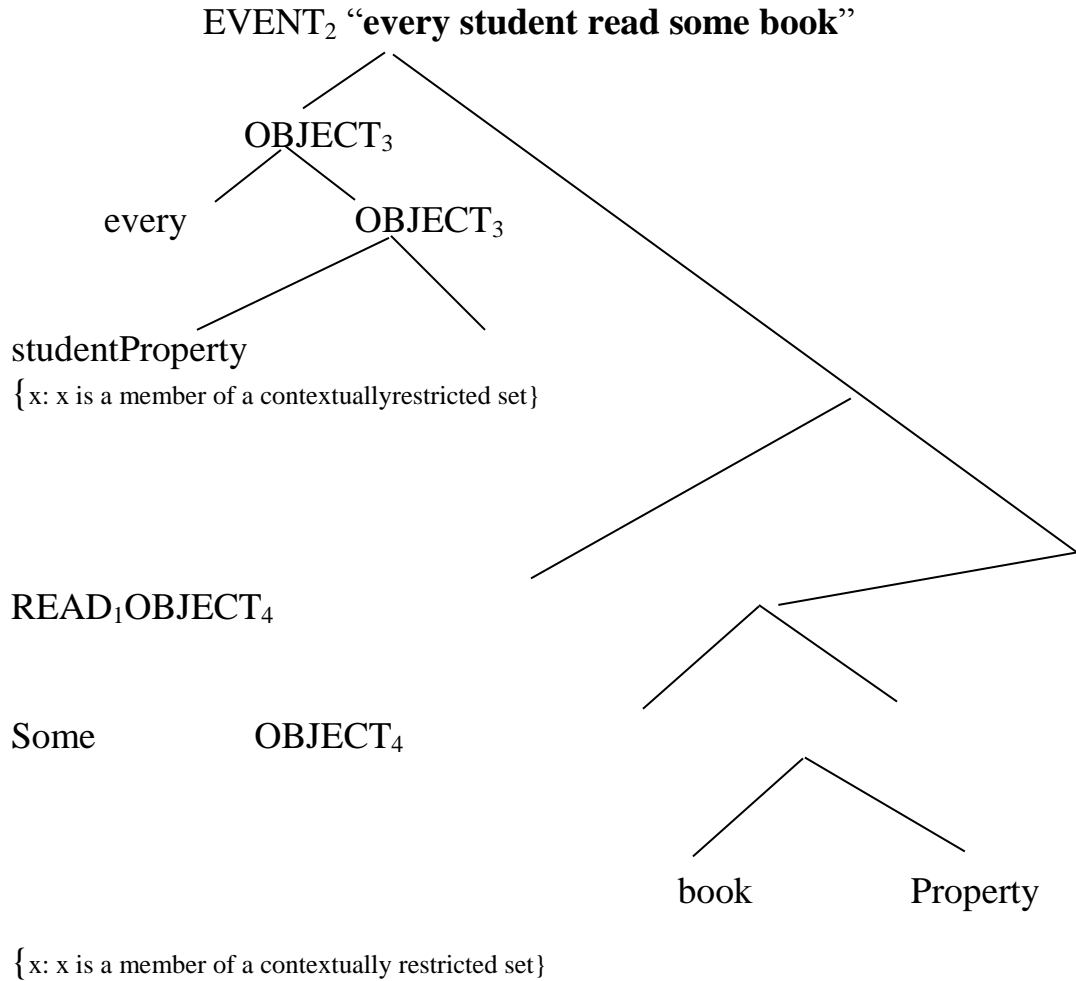 EVENT₂ “every student read some book”
OBJECT₃
every OBJECT₃
studentProperty
{x: x is a member of a contextuallyrestricted set}
READ₁OBJECT₄
Some OBJECT₄
book Property
{x: x is a member of a contextually restricted set}